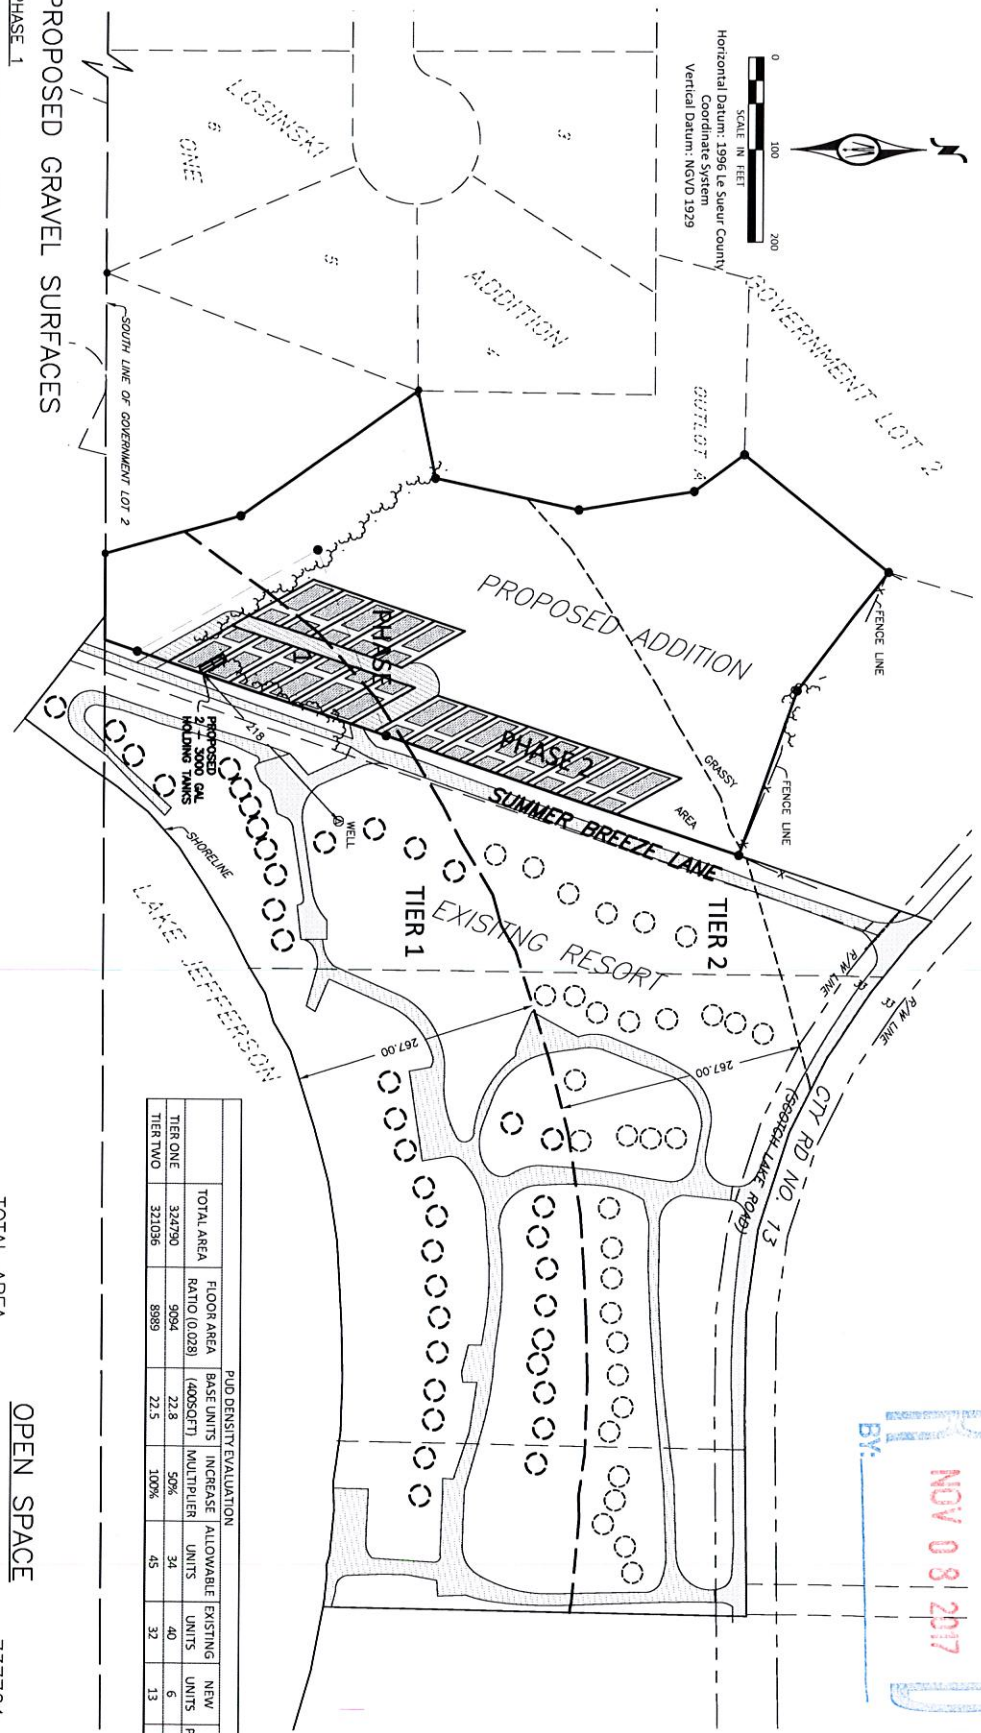 N
0 100 200
SCALE IN FEET
Horizontal Datum: 1996 Le Sueur County
Coordinate System
Vertical Datum: NGVD 1929
NOV 08 2017
BY:
GOVERNMENT LOT 2
OUTLOT A
LOSINSKI
ADDITION
ONE
3
4
5
6
FENCE LINE
FENCE LINE
PROPOSED ADDITION
GRASSY
AREA
PHASE
PHASE 2
SUMMER BREEZE LANE
TIER 2
TIER 1
EXISITNG RESORT
R/W LINE
33
33
R/W LINE
CTY RD NO. 13
(SCOTCH LAKE ROAD)
267.00
267.00
218
WELL
PROPOSED
2 - 3000 GAL
HOLDING TANKS
SHORELINE
LAKE JEFFERSON
SOUTH LINE OF GOVERNMENT LOT 2
PUD DENSITY EVALUATION
TOTAL AREA FLOOR AREA RATIO (0.028) BASE UNITS (400SQFT) INCREASE MULTIPLIER ALLOWABLE UNITS EXISTING UNITS NEW UNITS
TIER ONE 324790 9094 22.8 50% 34 40 6
TIER TWO 321036 8989 22.5 100% 45 32 13
PROPOSED GRAVEL SURFACES
PHASE 1
OPEN SPACE
TOTAL AREA